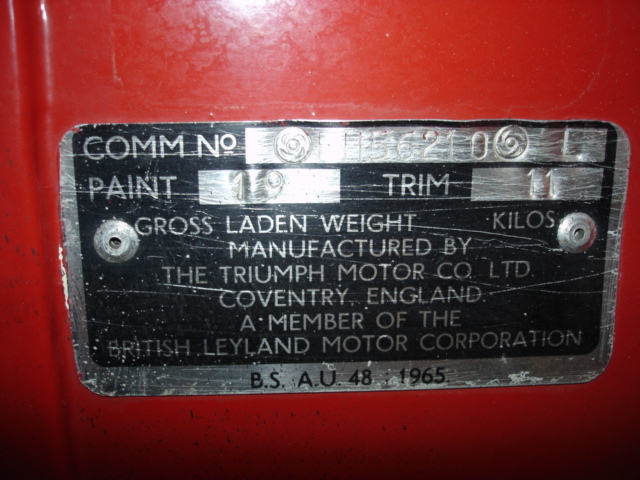 COMM Nº H56210 L
PAINT 19 TRIM 11
GROSS LADEN WEIGHT KILOS
MANUFACTURED BY
THE TRIUMPH MOTOR CO. LTD.
COVENTRY, ENGLAND.
A MEMBER OF THE
BRITISH LEYLAND MOTOR CORPORATION
B.S. A.U. 48 : 1965.